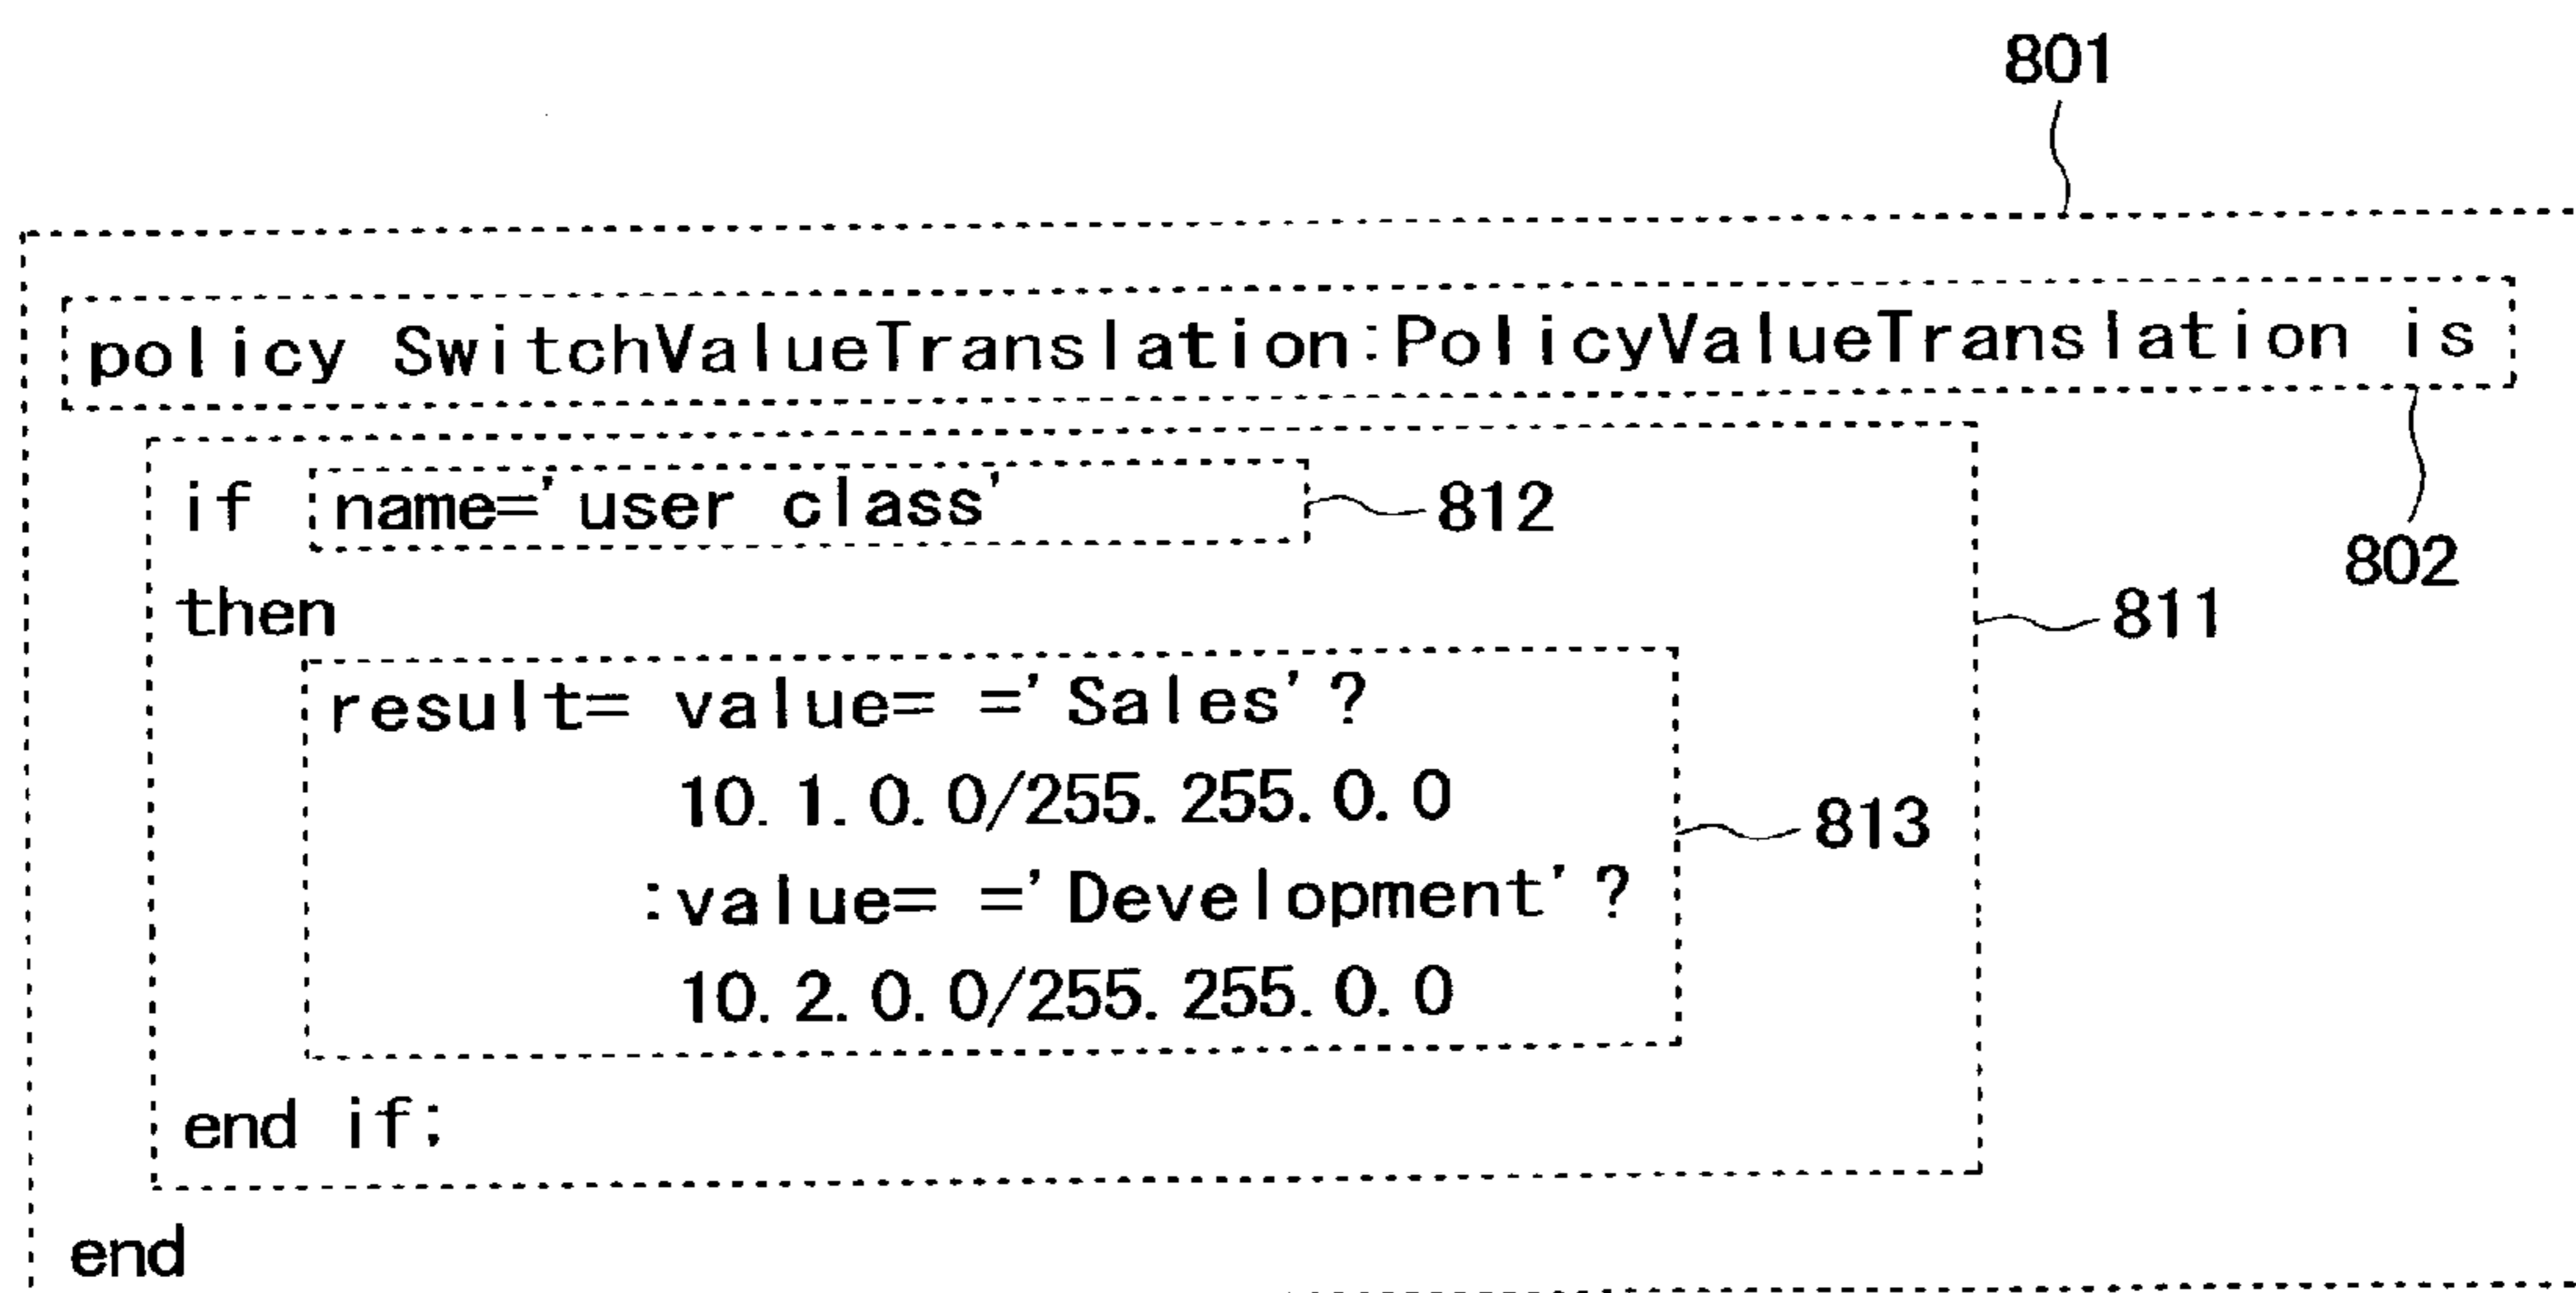 801
policy SwitchValueTranslation:PolicyValueTranslation is
if name='user class' 812
802
then
811
result= value= ='Sales'?
10.1.0.0/255.255.0.0
813
:value= ='Development'?
10.2.0.0/255.255.0.0
end if;
end